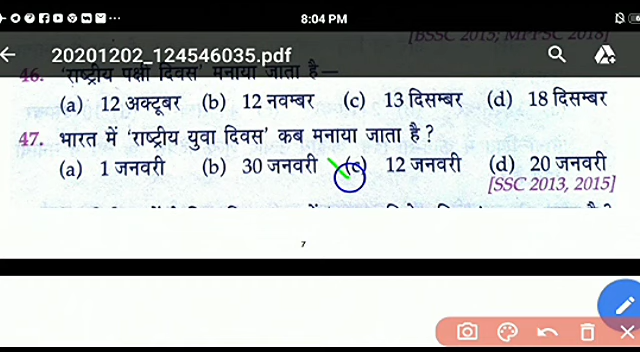 8:04 PM
[BSSC 2015; MPPSC 2018]
20201202_124546035.pdf
46. 'राष्ट्रीय पक्षी दिवस' मनाया जाता है—
(a) 12 अक्टूबर (b) 12 नवम्बर (c) 13 दिसम्बर (d) 18 दिसम्बर
47. भारत में 'राष्ट्रीय युवा दिवस' कब मनाया जाता है ?
(a) 1 जनवरी (b) 30 जनवरी (c) 12 जनवरी (d) 20 जनवरी
[SSC 2013, 2015]
7